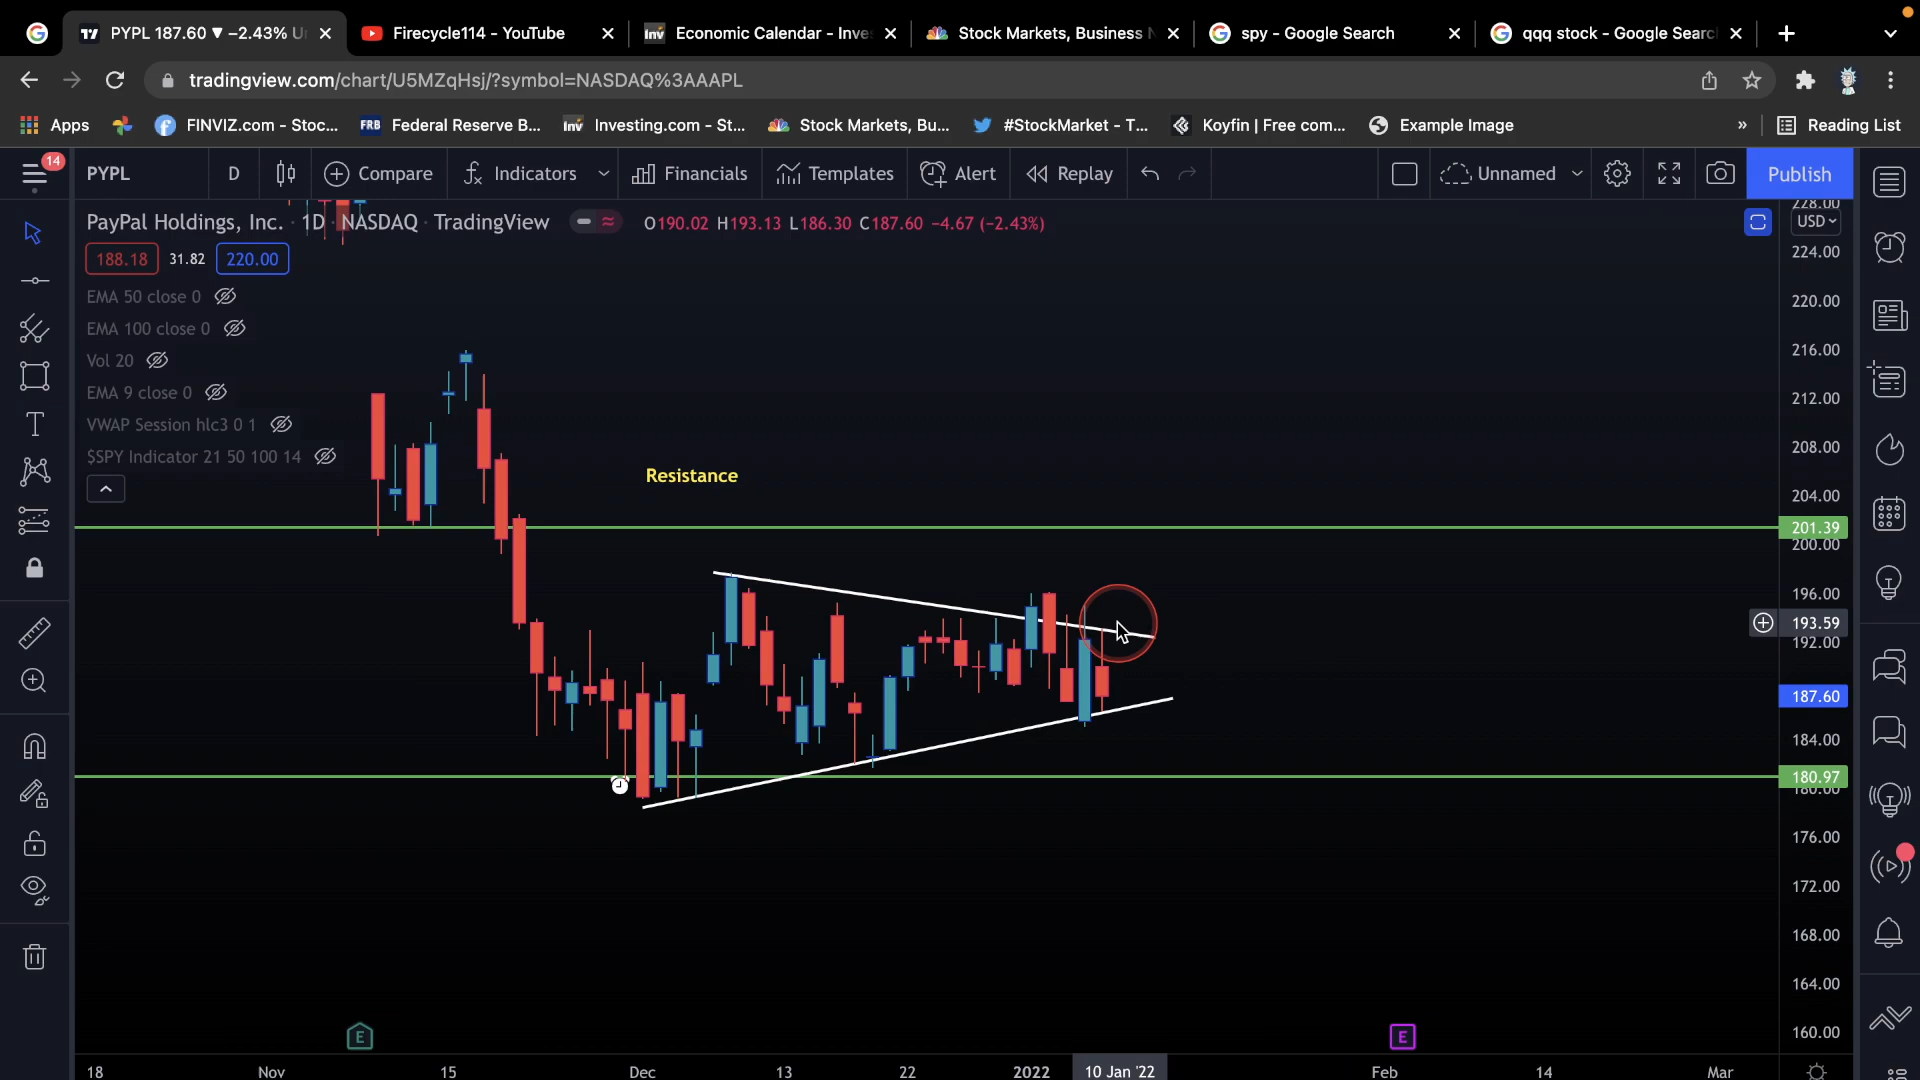 PYPL 187.60 ▼ −2.43% U
Firecycle114 - YouTube
Economic Calendar - Inve
Stock Markets, Business N
spy - Google Search
qqq stock - Google Searc
tradingview.com/chart/U5MZqHsj/?symbol=NASDAQ%3AAAPL
Apps
FINVIZ.com - Stoc...
FRB
Federal Reserve B...
Inv
Investing.com - St...
Stock Markets, Bu...
#StockMarket - T...
Koyfin | Free com...
Example Image
»
Reading List
14
PYPL
D
Compare
Indicators
Financials
Templates
Alert
Replay
Unnamed
Publish
PayPal Holdings, Inc. · 1D · NASDAQ · TradingView
O190.02 H193.13 L186.30 C187.60 −4.67 (−2.43%)
188.18
31.82
220.00
EMA 50 close 0
EMA 100 close 0
Vol 20
EMA 9 close 0
VWAP Session hlc3 0 1
$SPY Indicator 21 50 100 14
Resistance
228.00
USD
224.00
220.00
216.00
212.00
208.00
204.00
201.39
200.00
196.00
193.59
192.00
187.60
184.00
180.97
180.00
176.00
172.00
168.00
164.00
160.00
E
E
18
Nov
15
Dec
13
22
2022
10 Jan '22
Feb
14
Mar